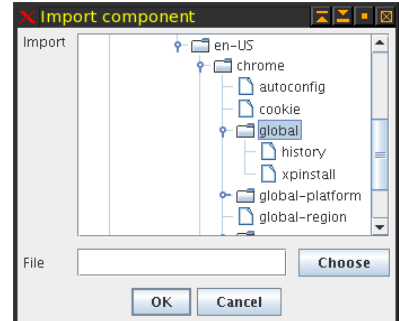 Import component
Import
en-US
chrome
autoconfig
cookie
global
history
xpinstall
global-platform
global-region
File
Choose
OK
Cancel